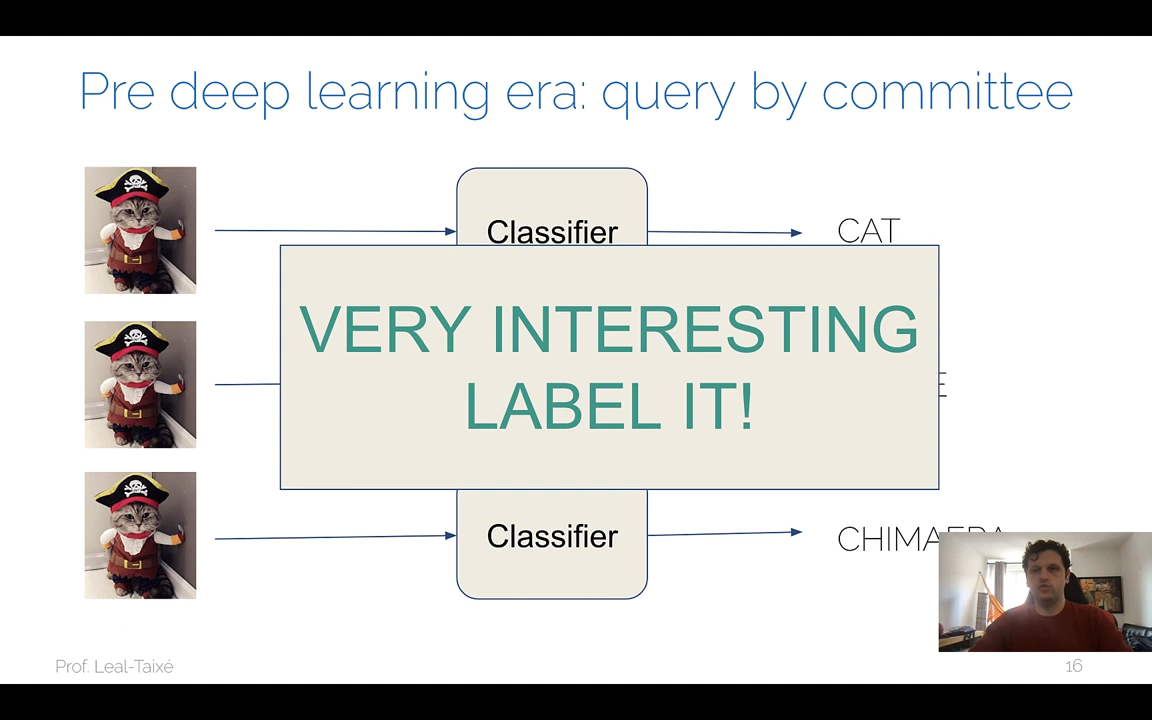 Pre deep learning era: query by committee
Classifier
CAT
VERY INTERESTING
LABEL IT!
Classifier
Prof. Leal-Taixé
16